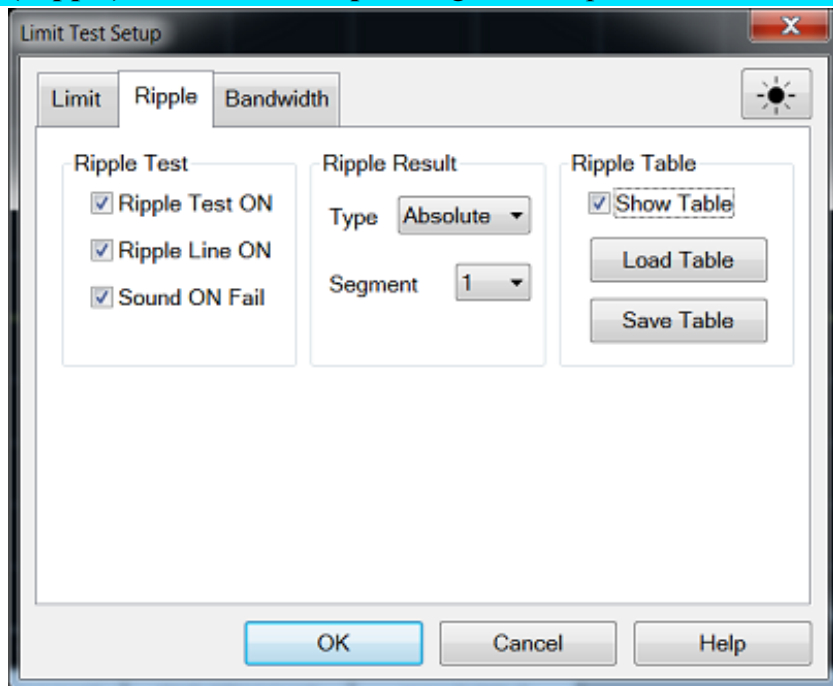 Limit Test Setup
Limit Ripple Bandwidth
Ripple Test
Ripple Test ON
Ripple Line ON
Sound ON Fail
Ripple Result
Type Absolute
Segment 1
Ripple Table
Show Table
Load Table
Save Table
OK Cancel Help